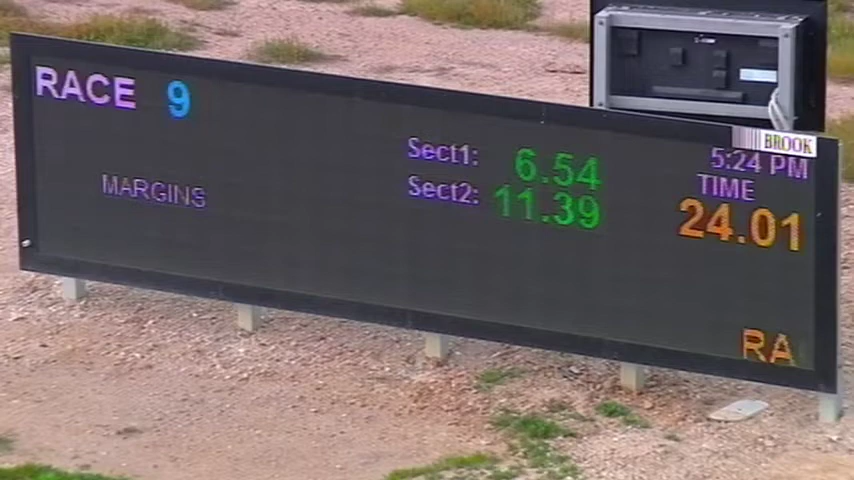 RACE 9
BROOK
5:24 PM
Sect1: 6.54
TIME
MARGINS
Sect2: 11.39
24.01
RA